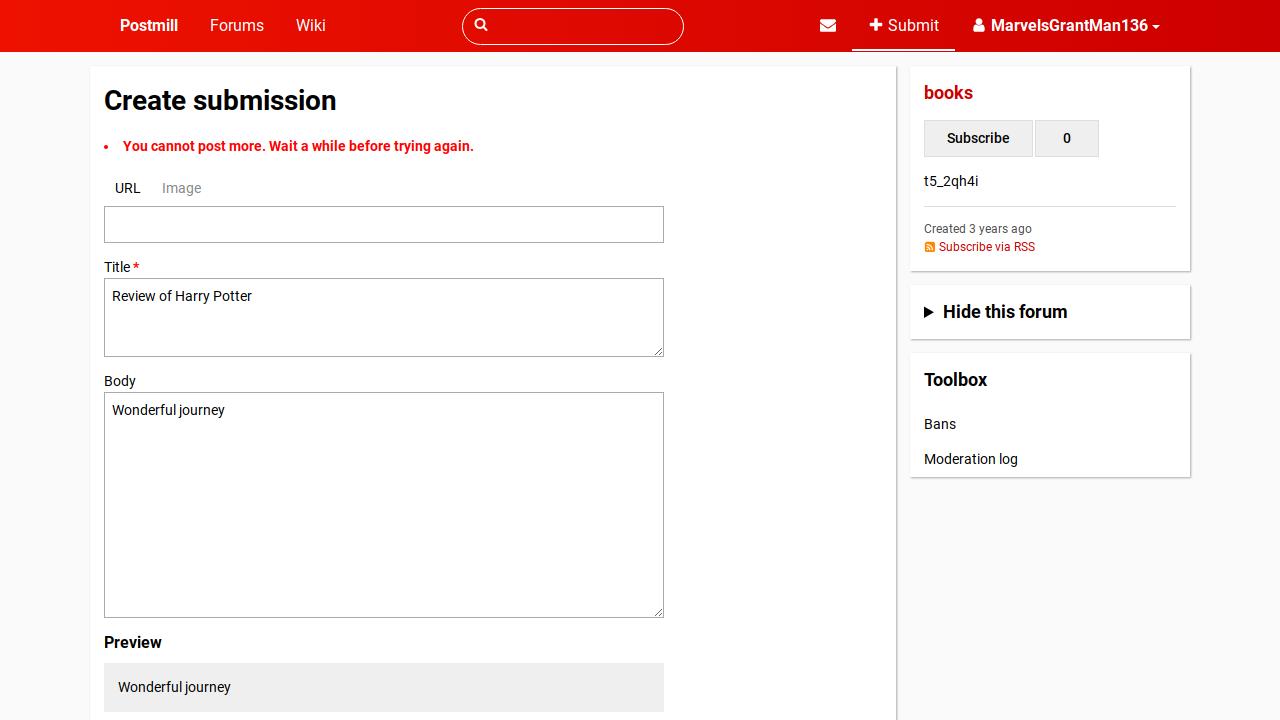 Postmill
Forums
Wiki
Submit
MarvelsGrantMan136
Create submission
You cannot post more. Wait a while before trying again.
URL
Image
Title *
Review of Harry Potter
Body
Wonderful journey
Preview
Wonderful journey
books
Subscribe
0
t5_2qh4i
Created 3 years ago
Subscribe via RSS
Hide this forum
Toolbox
Bans
Moderation log